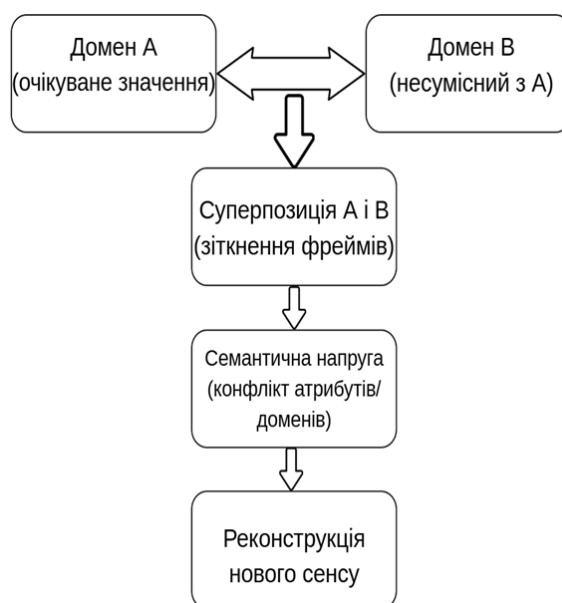 Домен А
(очікуване значення)
Домен В
(несумісний з А)
Суперпозиція А і В
(зіткнення фреймів)
Семантична напруга
(конфлікт атрибутів/
доменів)
Реконструкція
нового сенсу